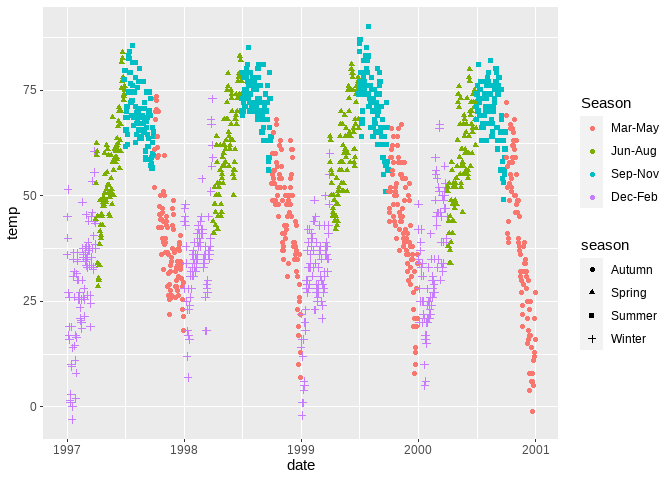 75
50
25
0
temp
1997
1998
1999
2000
2001
date
Season
Mar-May
Jun-Aug
Sep-Nov
Dec-Feb
season
Autumn
Spring
Summer
Winter